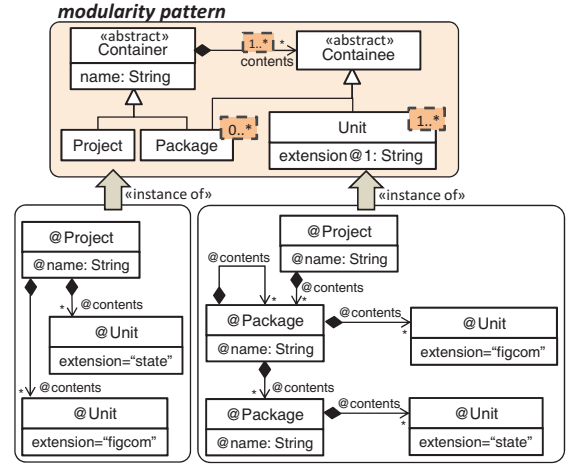 modularity pattern
«abstract»
Container
name: String
1..*
*
contents
«abstract»
Containee
Project
Package
0..*
Unit
1..*
extension@1: String
«instance of»
«instance of»
@Project
@name: String
* @contents
@Unit
extension="state"
* @contents
@Unit
extension="figcom"
@Project
@name: String
@contents
*
* @contents
@Package
@name: String
@contents
*
@Unit
extension="figcom"
* @contents
@Package
@name: String
@contents
*
@Unit
extension="state"